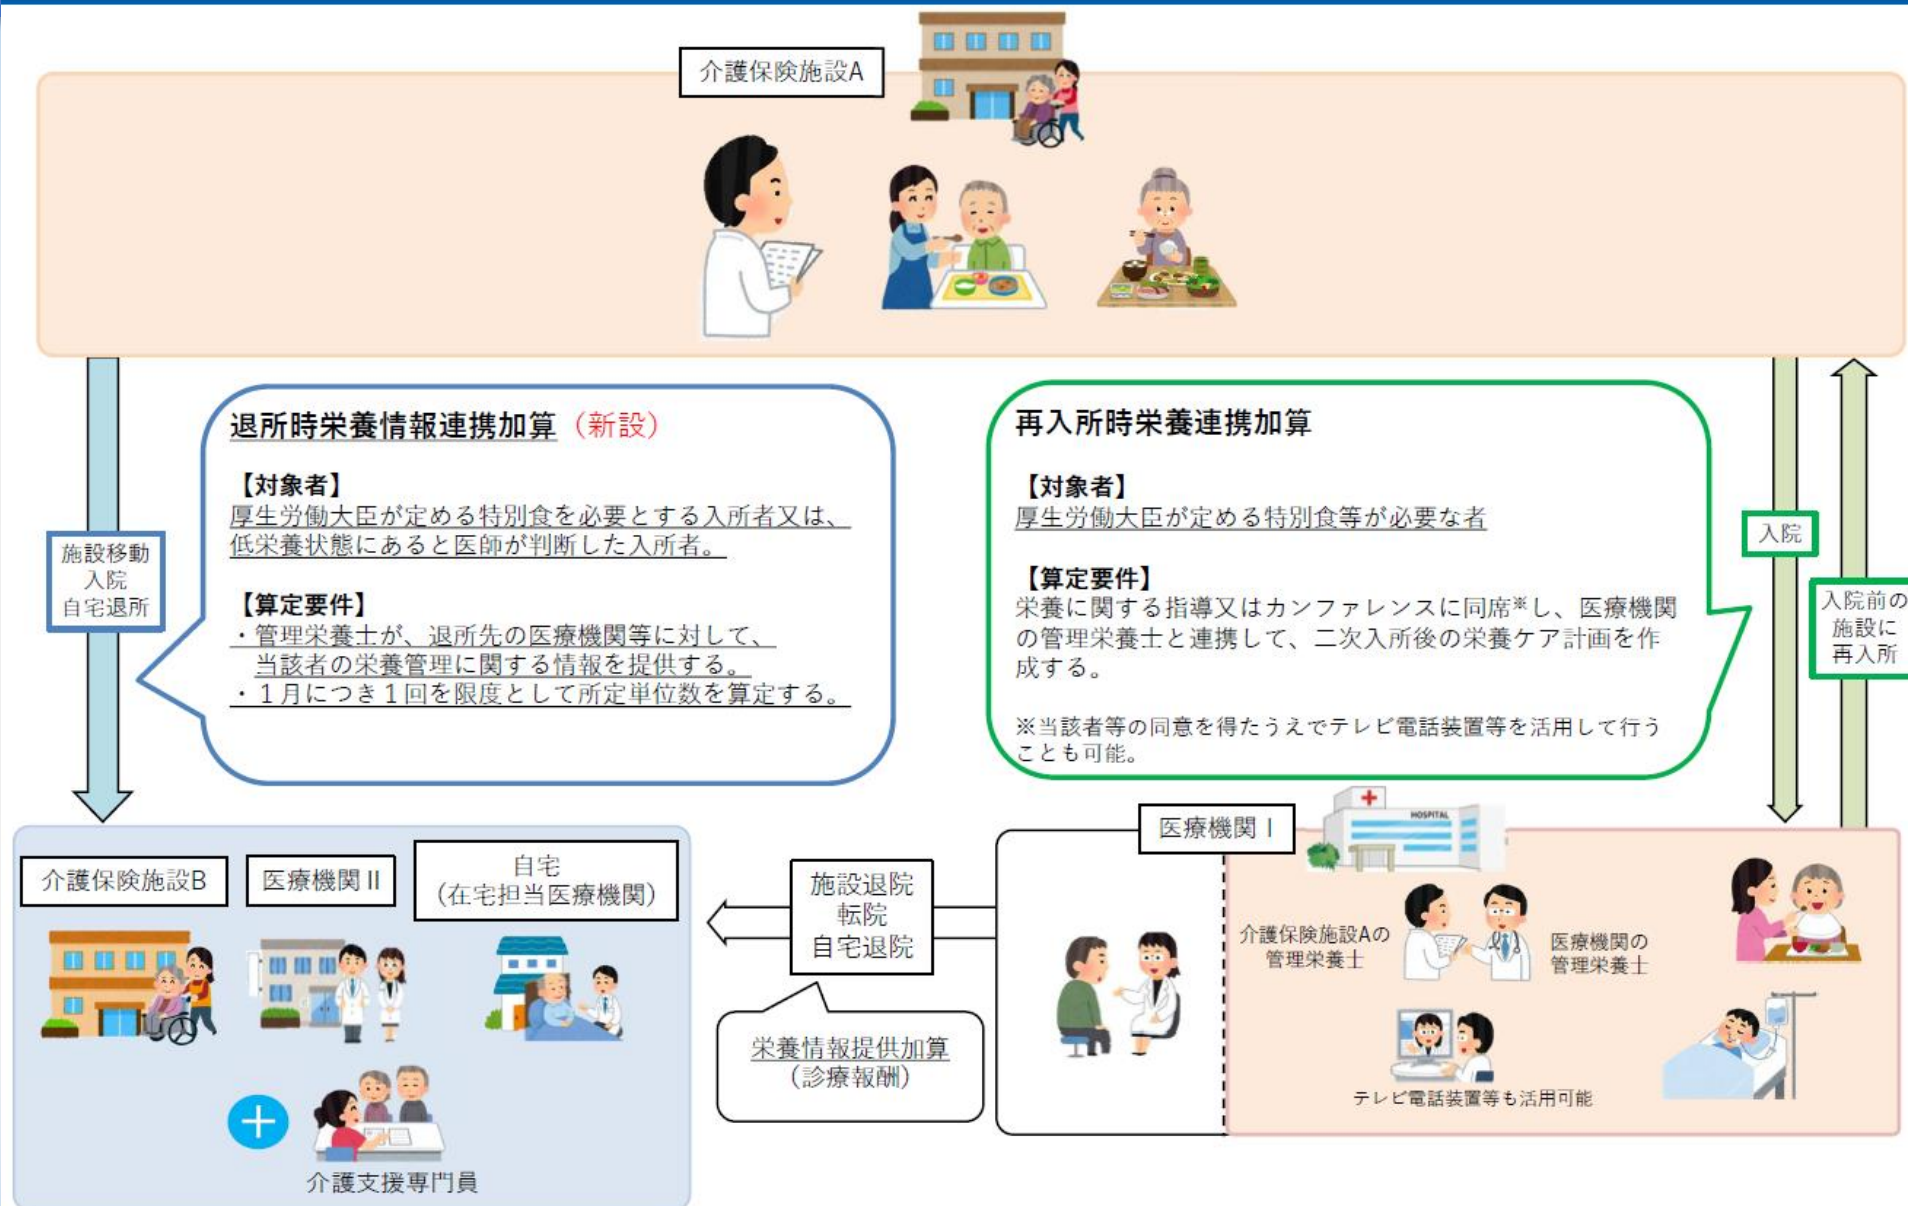 介護保険施設A
退所時栄養情報連携加算（新設）
【対象者】
厚生労働大臣が定める特別食を必要とする入所者又は、
低栄養状態にあると医師が判断した入所者。
【算定要件】
・管理栄養士が、退所先の医療機関等に対して、
当該者の栄養管理に関する情報を提供する。
・１月につき１回を限度として所定単位数を算定する。
施設移動
入院
自宅退所
再入所時栄養連携加算
【対象者】
厚生労働大臣が定める特別食等が必要な者
【算定要件】
栄養に関する指導又はカンファレンスに同席※し、医療機関
の管理栄養士と連携して、二次入所後の栄養ケア計画を作
成する。
※当該者等の同意を得たうえでテレビ電話装置等を活用して行う
ことも可能。
入院
入院前の
施設に
再入所
介護保険施設B
医療機関Ⅱ
自宅
(在宅担当医療機関)
介護支援専門員
施設退院
転院
自宅退院
栄養情報提供加算
(診療報酬)
医療機関Ⅰ
HOSPITAL
介護保険施設Aの
管理栄養士
医療機関の
管理栄養士
テレビ電話装置等も活用可能